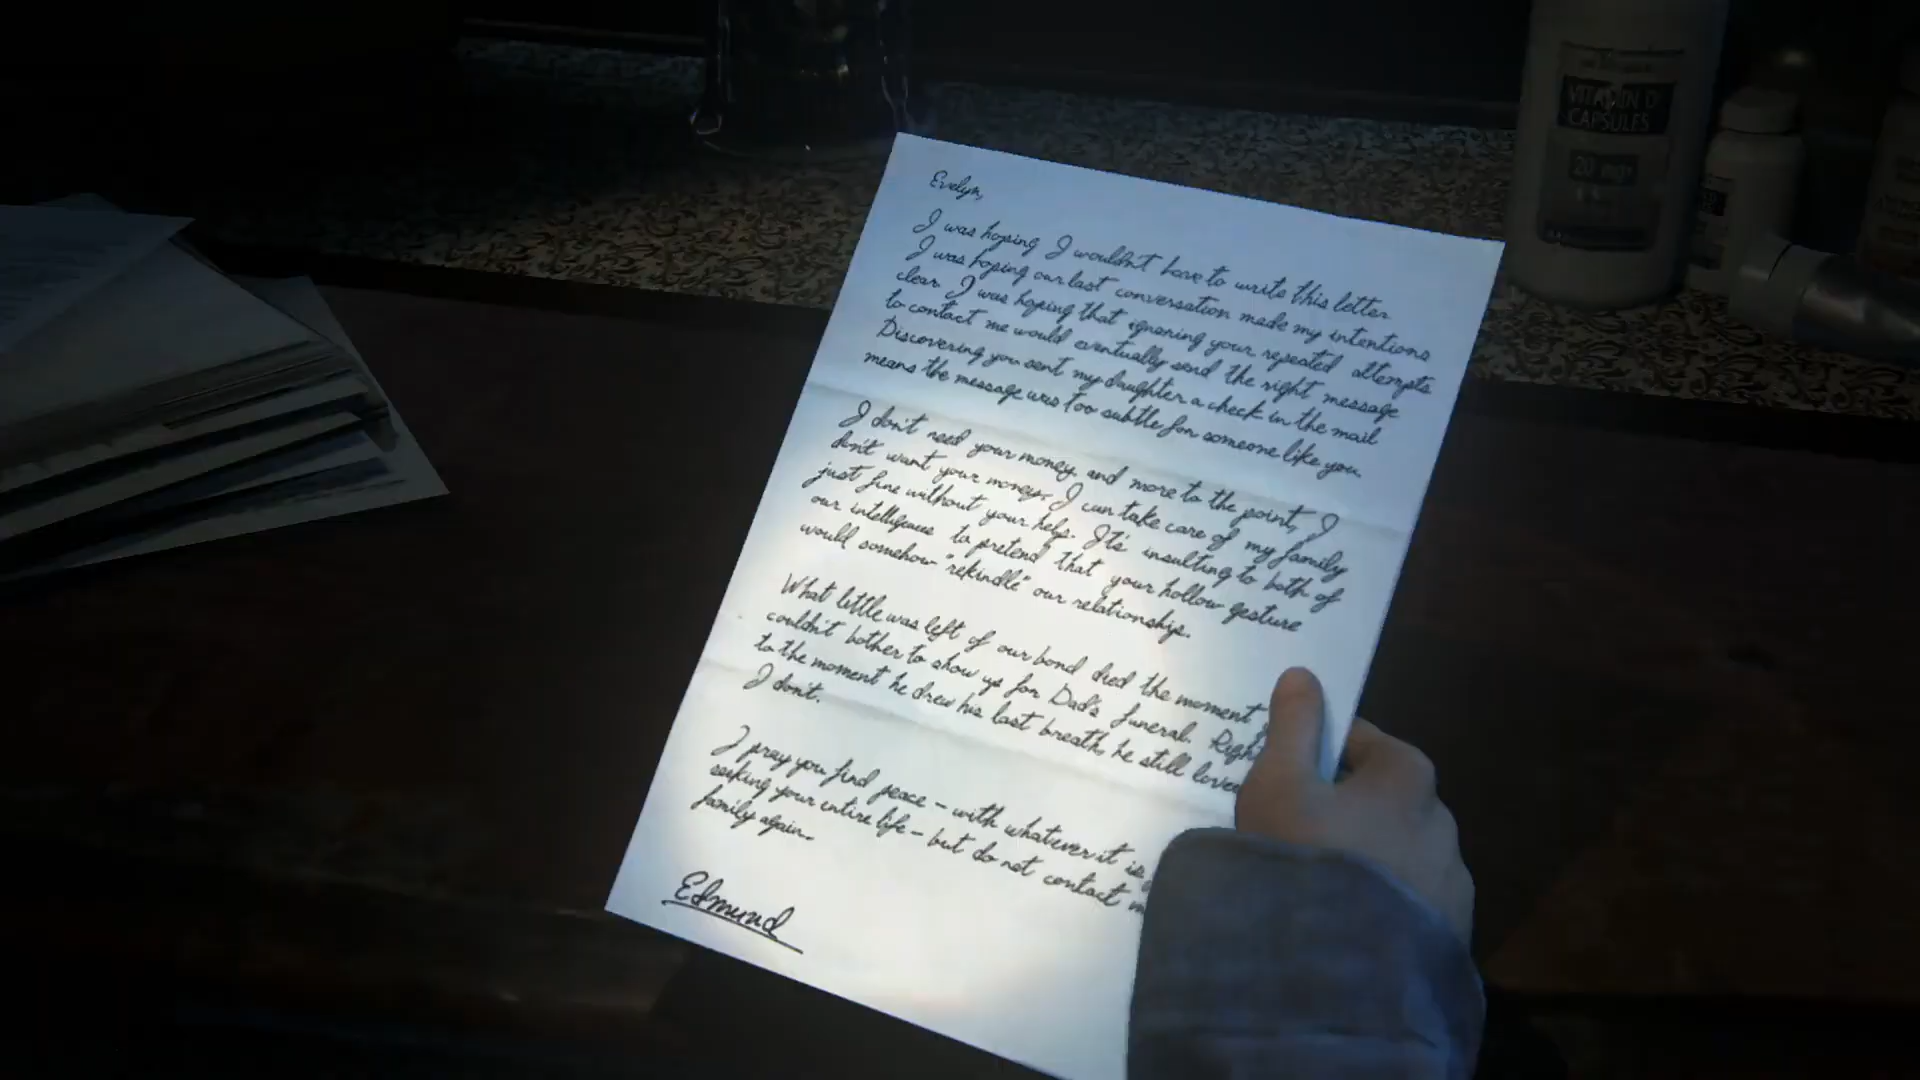 Evelyn,
I was hoping I wouldn't have to write this letter.
I was hoping our last conversation made my intentions
clear. I was hoping that ignoring your repeated attempts
to contact me would eventually send the right message
Discovering you sent my daughter a check in the mail
means the message was too subtle for someone like you.
I don't need your money, and more to the point, I
don't want your money. I can take care of my family
just fine without your help. It's insulting to both of
our intelligences to pretend that your hollow gesture
would somehow "rekindle" our relationship.
What little was left of our bond died the moment
couldn't bother to show up for Dad's funeral. Right
to the moment he drew his last breath, he still loved
I don't.
I pray you find peace – with whatever it is
seeking your entire life – but do not contact
family again.
Edmund
VITAMIN D
CAPSULES
20 mg